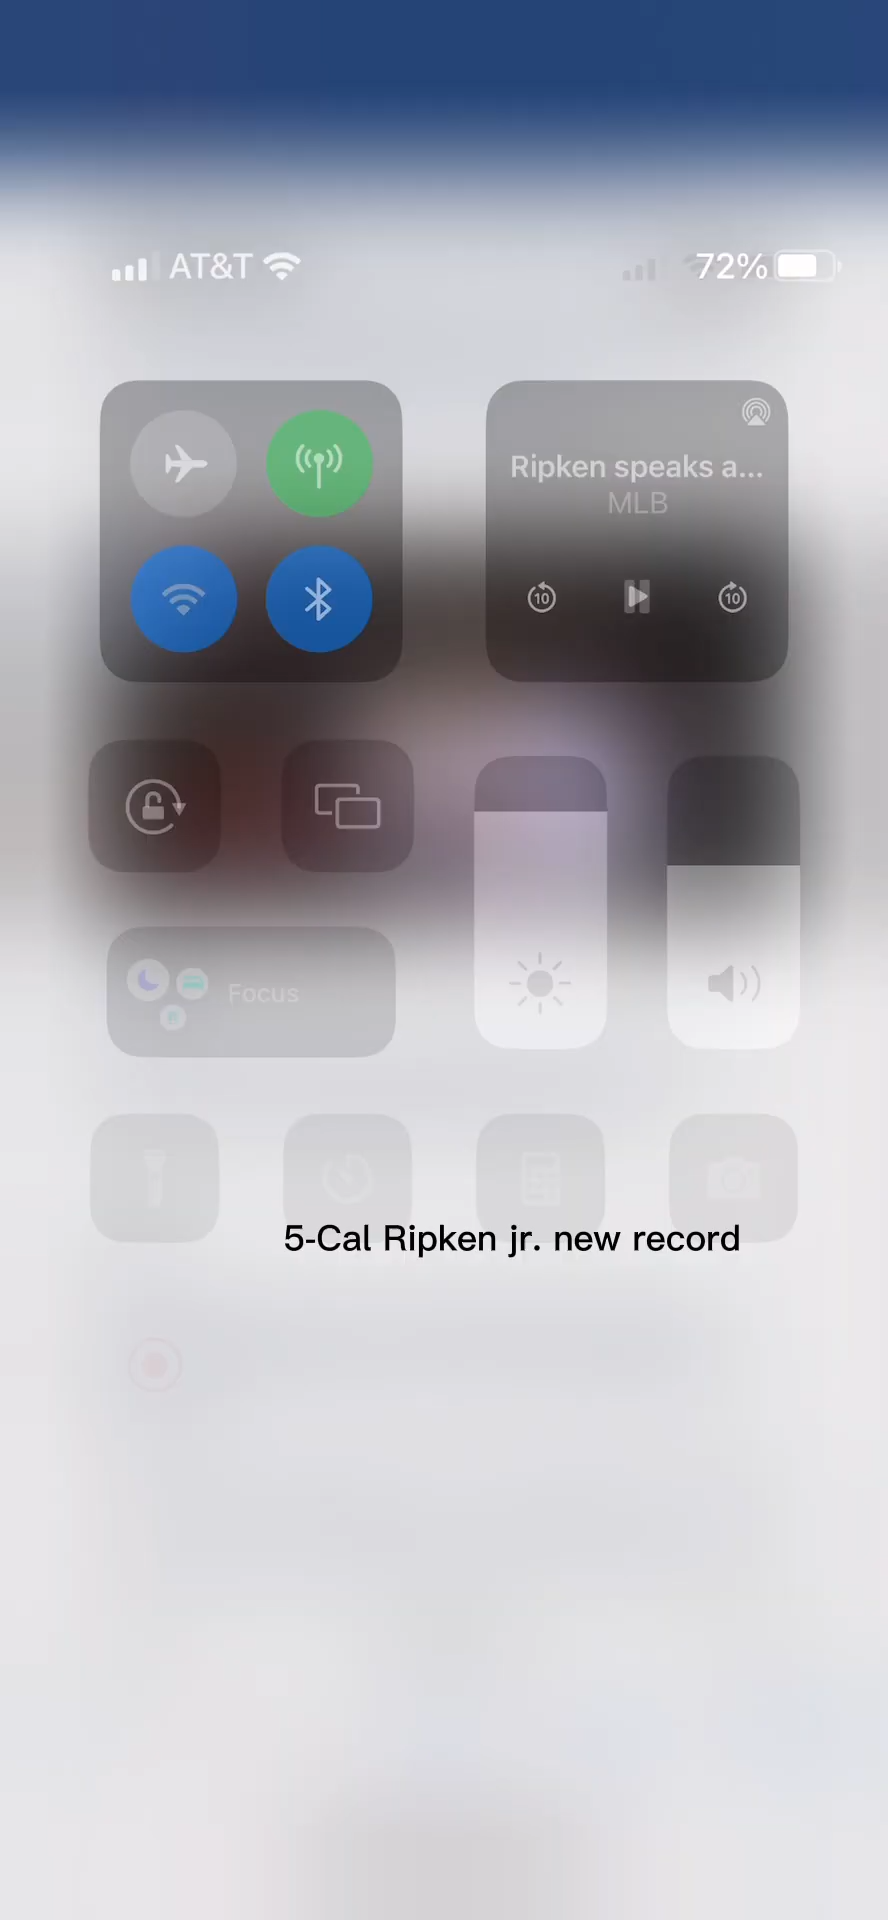 AT&T 72%
Ripken speaks a...
MLB
10 10
Focus
5-Cal Ripken jr. new record